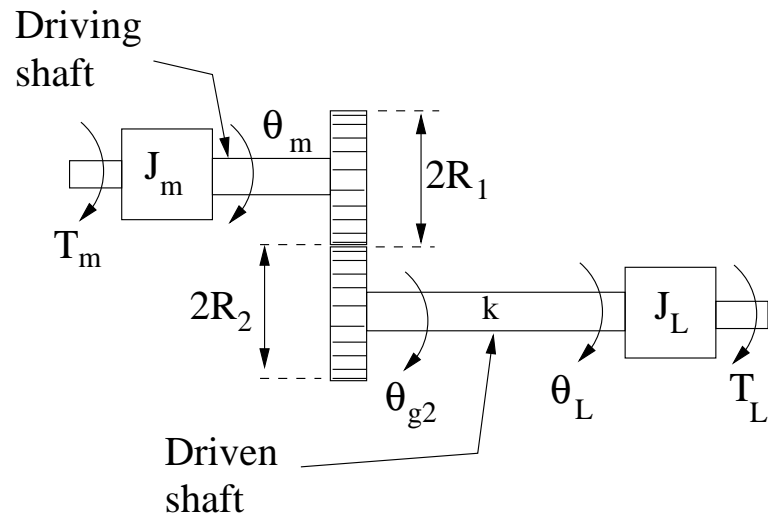 Driving
shaft
θm
Jm
2R1
Tm
2R2
k
JL
θg2
θL
TL
Driven
shaft